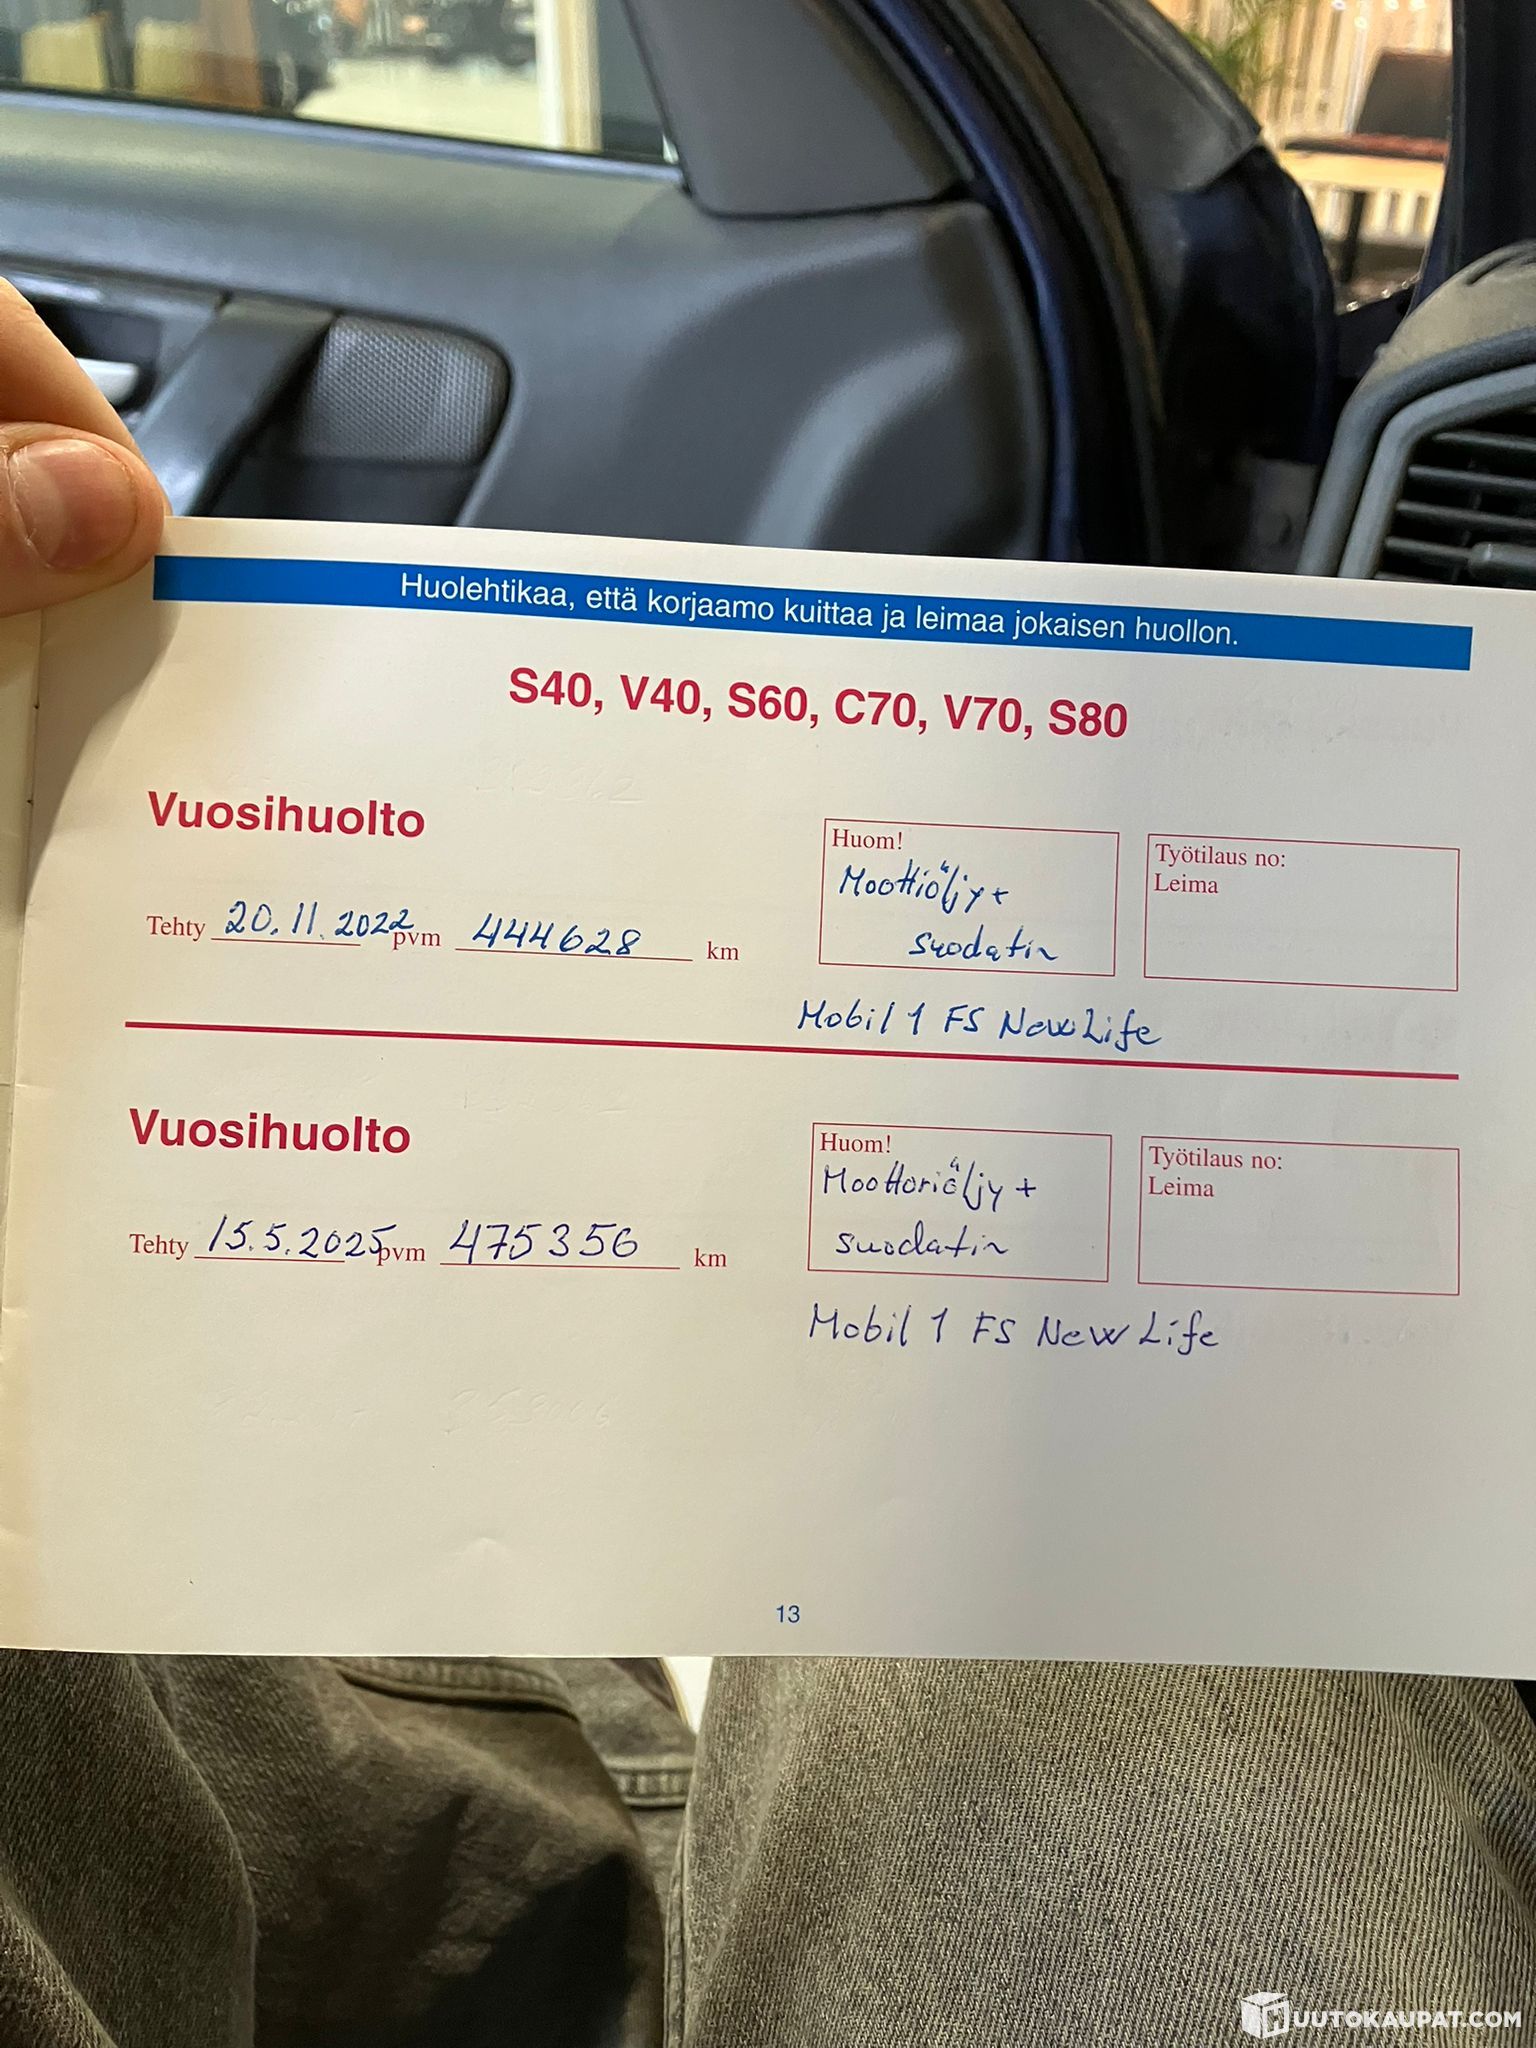 Huolehtikaa, että korjaamo kuittaa ja leimaa jokaisen huollon.
S40, V40, S60, C70, V70, S80
Vuosihuolto
Tehty 20.11.2022 pvm 444628 km
Huom!
Moottiöljy +
suodatin
Työtilaus no:
Leima
Mobil 1 FS New Life
Vuosihuolto
Tehty 15.5.2025 pvm 475356 km
Huom!
Moottoriöljy +
suodatin
Työtilaus no:
Leima
Mobil 1 FS New Life
13
HUUTOKAUPAT.COM